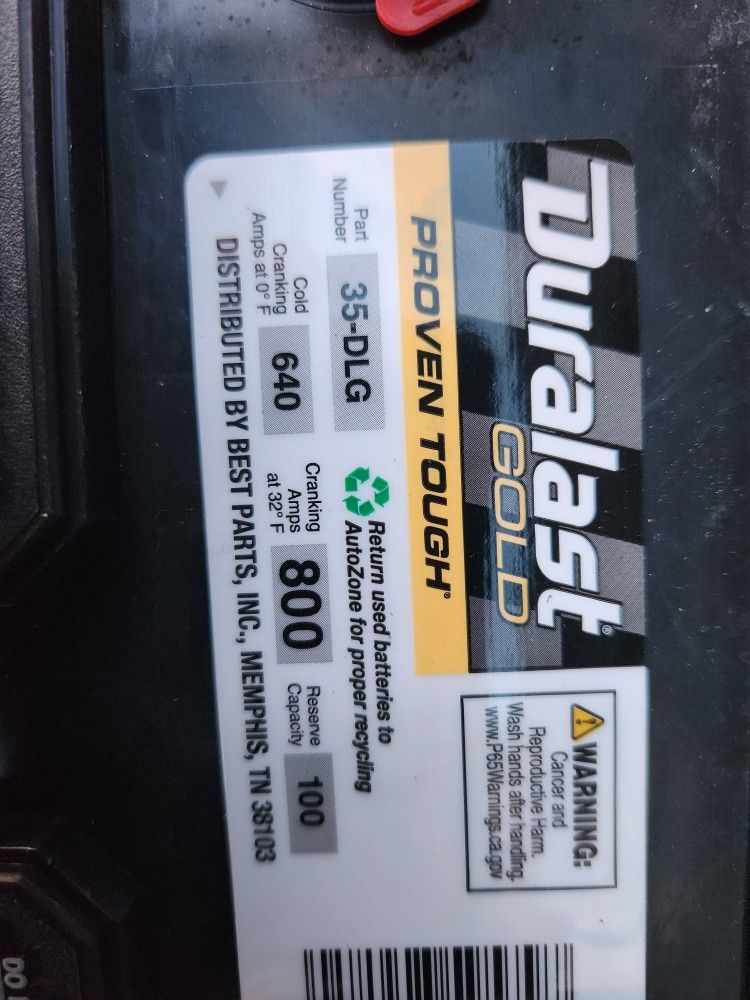 Duralast®
GOLD
PROVEN TOUGH®
WARNING:
Cancer and
Reproductive Harm.
Wash hands after handling.
www.P65Warnings.ca.gov
Part
Number
35-DLG
Return used batteries to
AutoZone for proper recycling
Cold
Cranking
Amps at 0° F
640
Cranking
Amps
at 32° F
800
Reserve
Capacity
100
DISTRIBUTED BY BEST PARTS, INC., MEMPHIS, TN 38103
DO